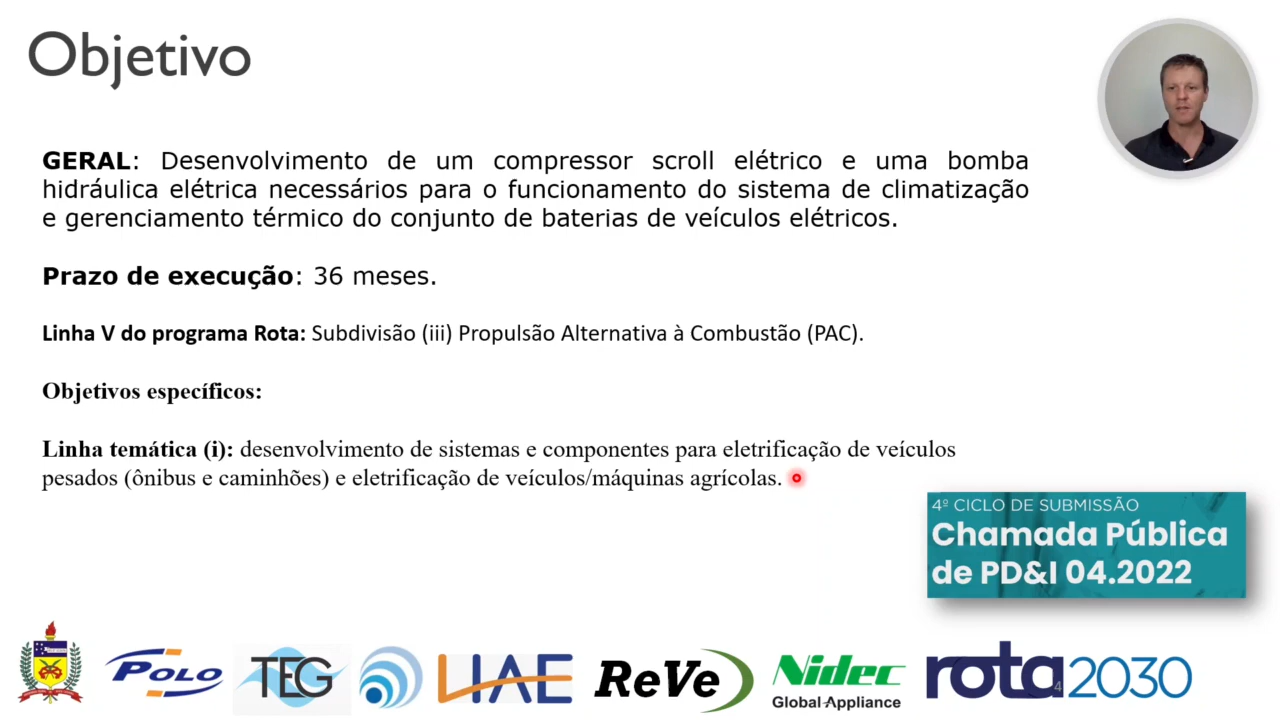 Objetivo
GERAL: Desenvolvimento de um compressor scroll elétrico e uma bomba
hidráulica elétrica necessários para o funcionamento do sistema de climatização
e gerenciamento térmico do conjunto de baterias de veículos elétricos.
Prazo de execução: 36 meses.
Linha V do programa Rota: Subdivisão (iii) Propulsão Alternativa à Combustão (PAC).
Objetivos específicos:
Linha temática (i): desenvolvimento de sistemas e componentes para eletrificação de veículos
pesados (ônibus e caminhões) e eletrificação de veículos/máquinas agrícolas.
4º CICLO DE SUBMISSÃO
Chamada Pública
de PD&I 04.2022
POLO
TEG
LIAE
ReVe
Nidec
Global Appliance
rota2030
4